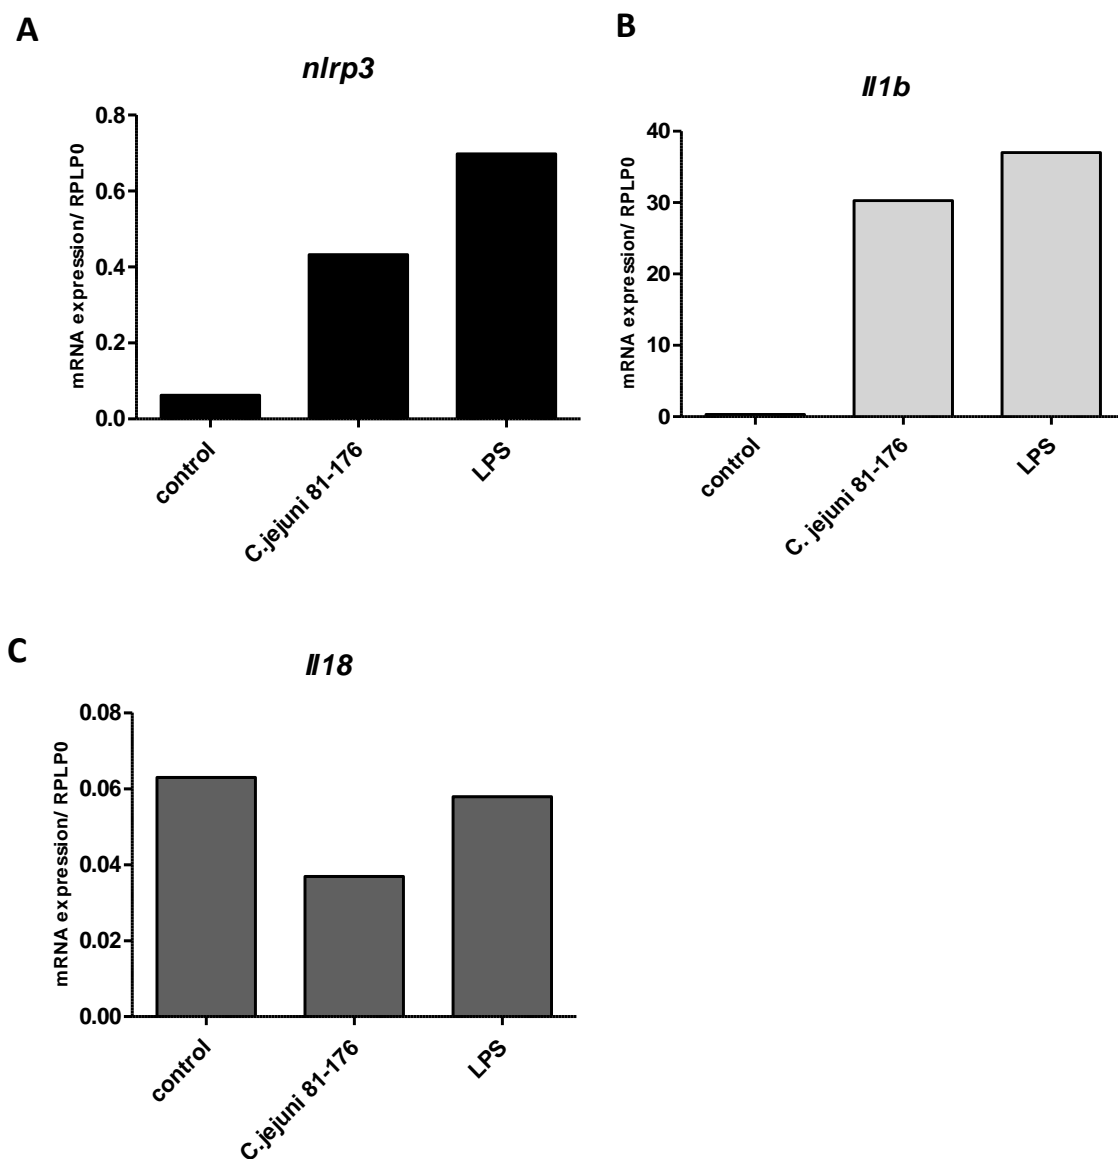 A
nlrp3
mRNA expression/ RPLP0
0.8
0.6
0.4
0.2
0.0
control
C.jejuni 81-176
LPS
B
Il1b
mRNA expression/ RPLP0
40
30
20
10
0
control
C. jejuni 81-176
LPS
C
Il18
mRNA expression/ RPLP0
0.08
0.06
0.04
0.02
0.00
control
C.jejuni 81-176
LPS